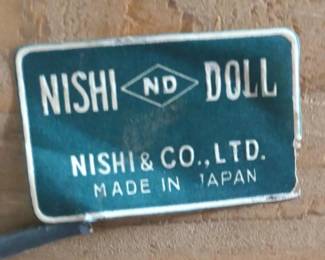 NISHI ND DOLL
NISHI & CO., LTD.
MADE IN JAPAN